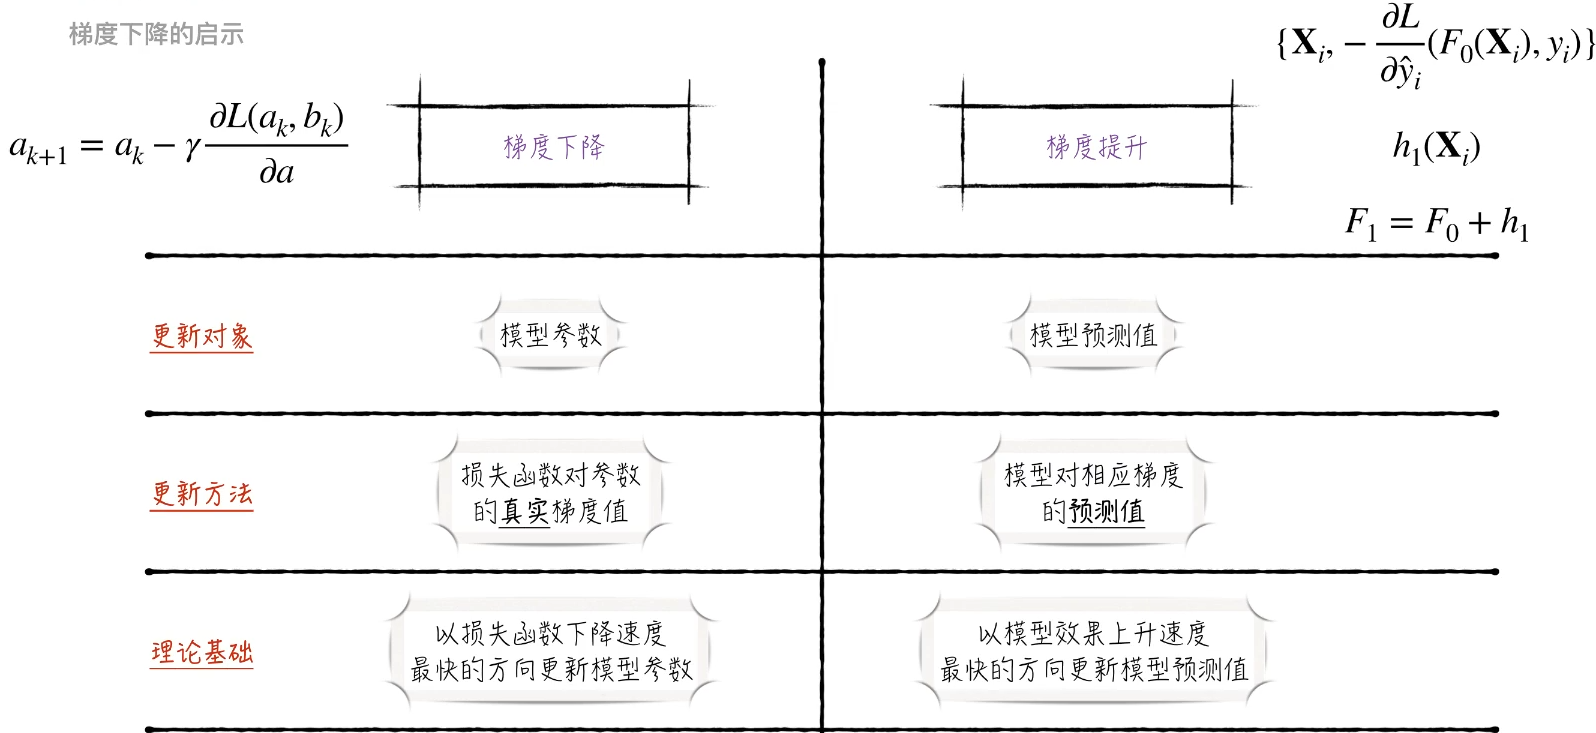 梯度下降的启示
$a_{k+1} = a_k - \gamma \frac{\partial L(a_k, b_k)}{\partial a}$
梯度下降
梯度提升
$\{\mathbf{X}_i, -\frac{\partial L}{\partial \hat{y}_i}(F_0(\mathbf{X}_i), y_i)\}$
$h_1(\mathbf{X}_i)$
$F_1 = F_0 + h_1$
更新对象
模型参数
模型预测值
更新方法
损失函数对参数
的真实梯度值
模型对相应梯度
的预测值
理论基础
以损失函数下降速度
最快的方向更新模型参数
以模型效果上升速度
最快的方向更新模型预测值